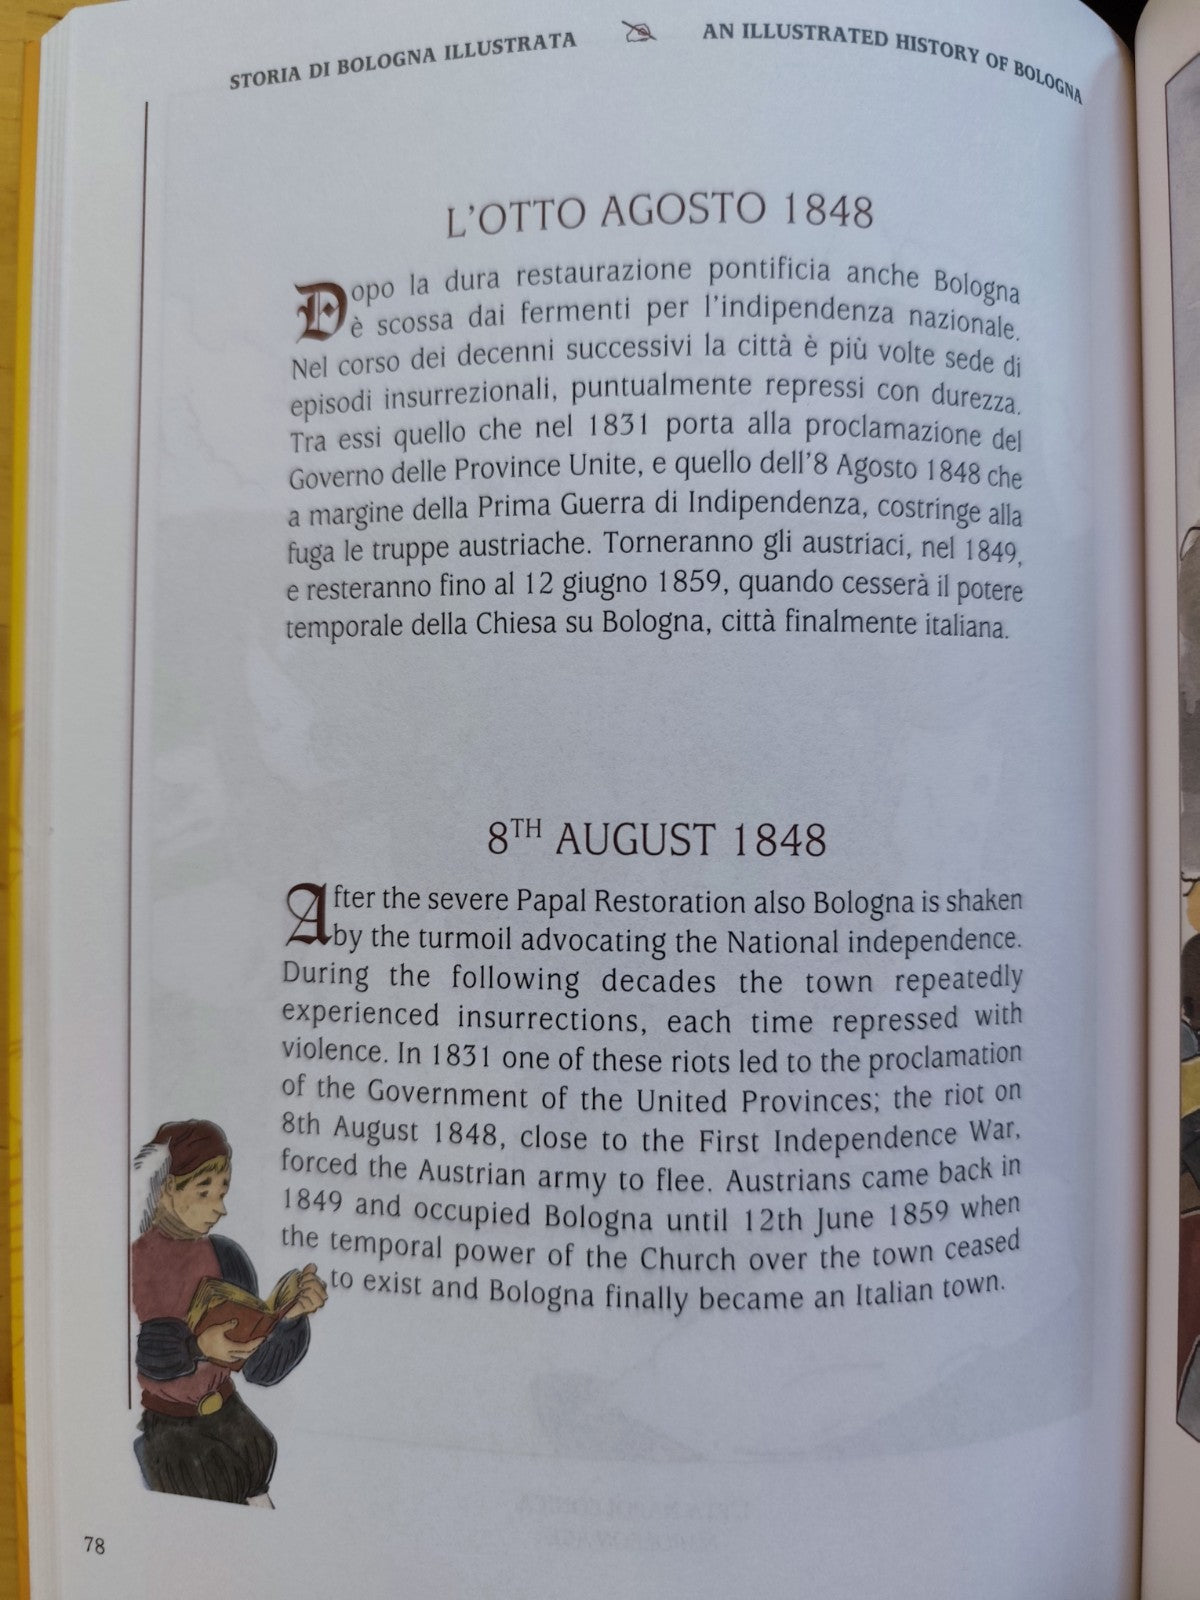 STORIA DI BOLOGNA ILLUSTRATA
AN ILLUSTRATED HISTORY OF BOLOGNA
L'OTTO AGOSTO 1848
Dopo la dura restaurazione pontificia anche Bologna
è scossa dai fermenti per l'indipendenza nazionale.
Nel corso dei decenni successivi la città è più volte sede di
episodi insurrezionali, puntualmente repressi con durezza.
Tra essi quello che nel 1831 porta alla proclamazione del
Governo delle Province Unite, e quello dell'8 Agosto 1848 che
a margine della Prima Guerra di Indipendenza, costringe alla
fuga le truppe austriache. Torneranno gli austriaci, nel 1849,
e resteranno fino al 12 giugno 1859, quando cesserà il potere
temporale della Chiesa su Bologna, città finalmente italiana.
8TH AUGUST 1848
After the severe Papal Restoration also Bologna is shaken
by the turmoil advocating the National independence.
During the following decades the town repeatedly
experienced insurrections, each time repressed with
violence. In 1831 one of these riots led to the proclamation
of the Government of the United Provinces; the riot on
8th August 1848, close to the First Independence War,
forced the Austrian army to flee. Austrians came back in
1849 and occupied Bologna until 12th June 1859 when
the temporal power of the Church over the town ceased
to exist and Bologna finally became an Italian town.
78